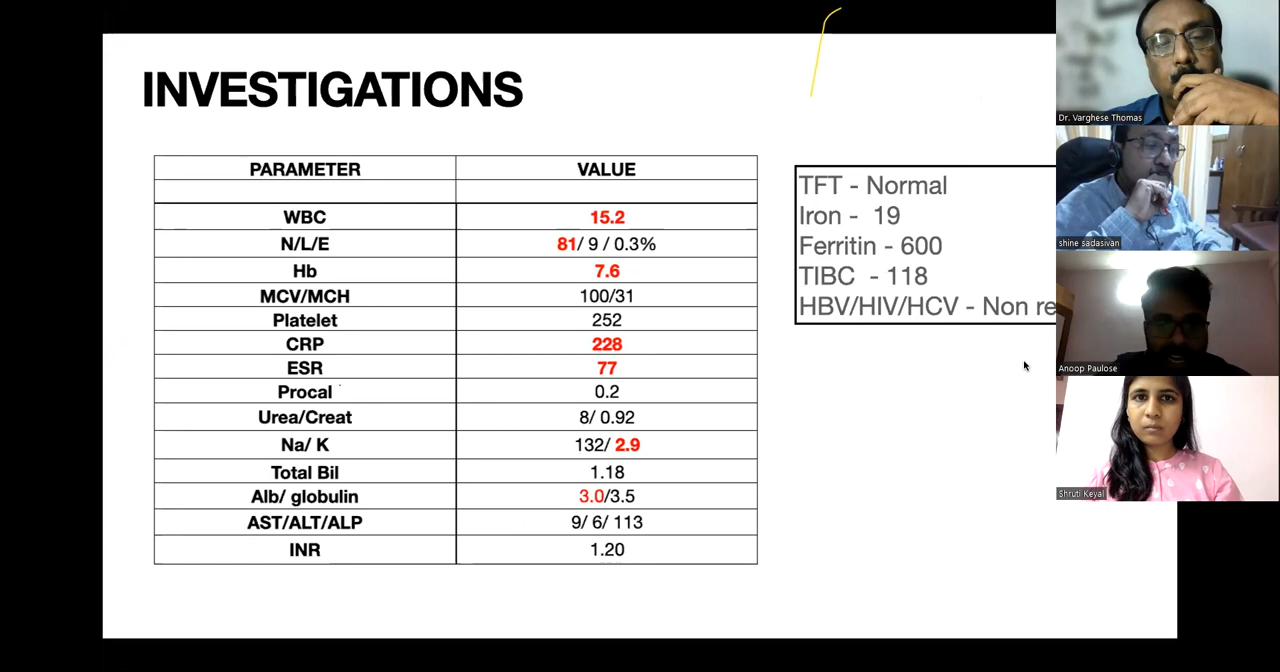 INVESTIGATIONS
PARAMETER VALUE
WBC 15.2
N/L/E 81/ 9 / 0.3%
Hb 7.6
MCV/MCH 100/31
Platelet 252
CRP 228
ESR 77
Procal 0.2
Urea/Creat 8/ 0.92
Na/ K 132/ 2.9
Total Bil 1.18
Alb/ globulin 3.0/3.5
AST/ALT/ALP 9/ 6/ 113
INR 1.20
TFT - Normal
Iron - 19
Ferritin - 600
TIBC - 118
HBV/HIV/HCV - Non re
Dr. Varghese Thomas
shine sadasivan
Anoop Paulose
Shruti Keyal